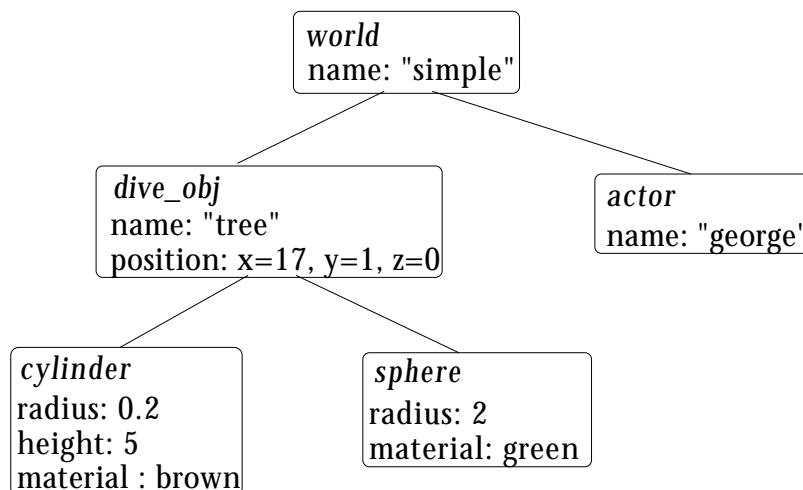 world
name: "simple"
dive_obj
name: "tree"
position: x=17, y=1, z=0
actor
name: "george"
cylinder
radius: 0.2
height: 5
material : brown
sphere
radius: 2
material: green